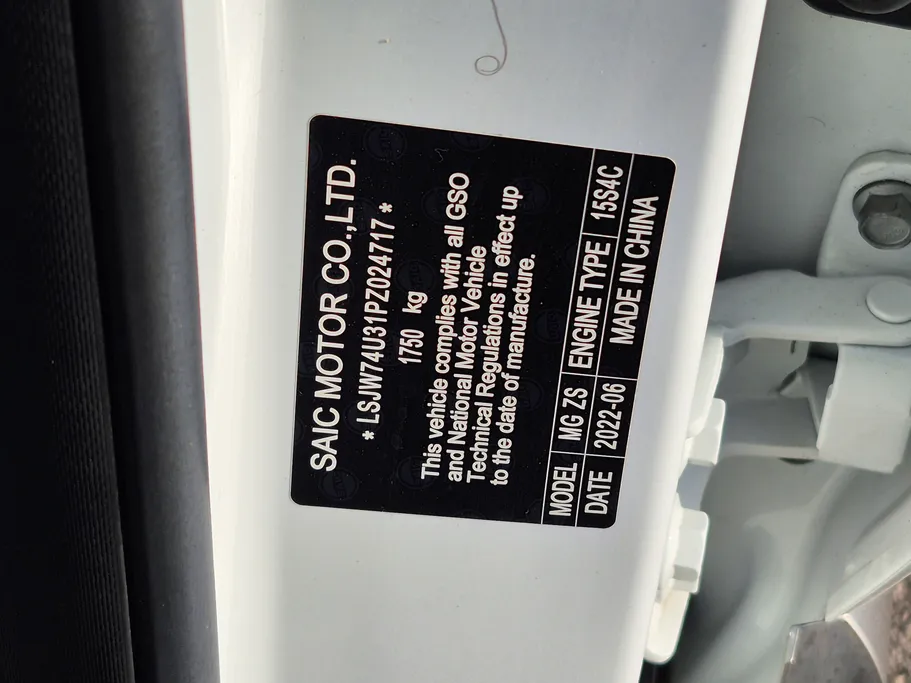 SAIC MOTOR CO.,LTD.
* LSJW74U31PZ024717 *
1750 kg
This vehicle complies with all GSO
and National Motor Vehicle
Technical Regulations in effect up
to the date of manufacture.
MODEL MG ZS ENGINE TYPE 15S4C
DATE 2022-06 MADE IN CHINA